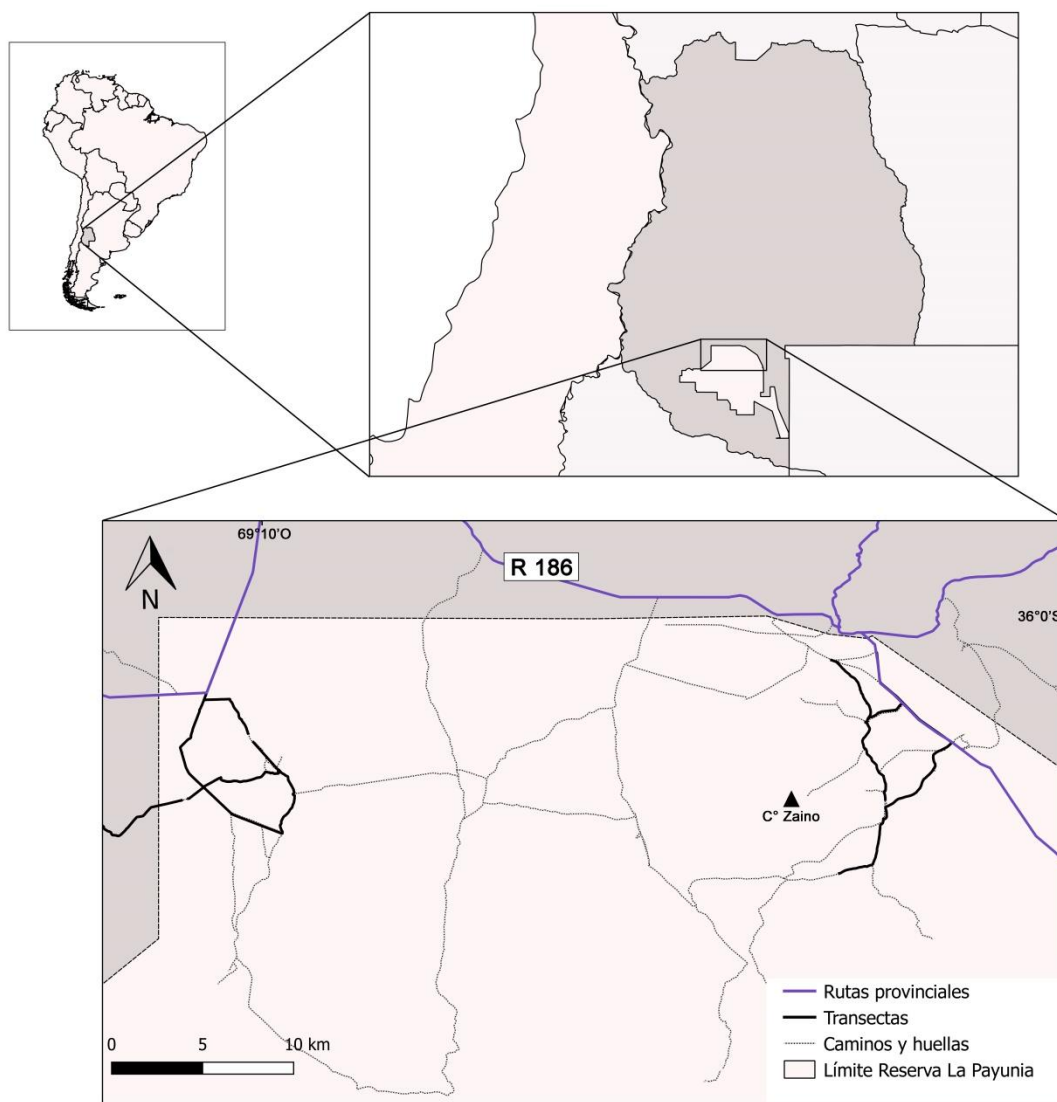 69°10'O
R 186
N
36°0'S
C° Zaino
Rutas provinciales
Transectas
Caminos y huellas
Límite Reserva La Payunia
0 5 10 km